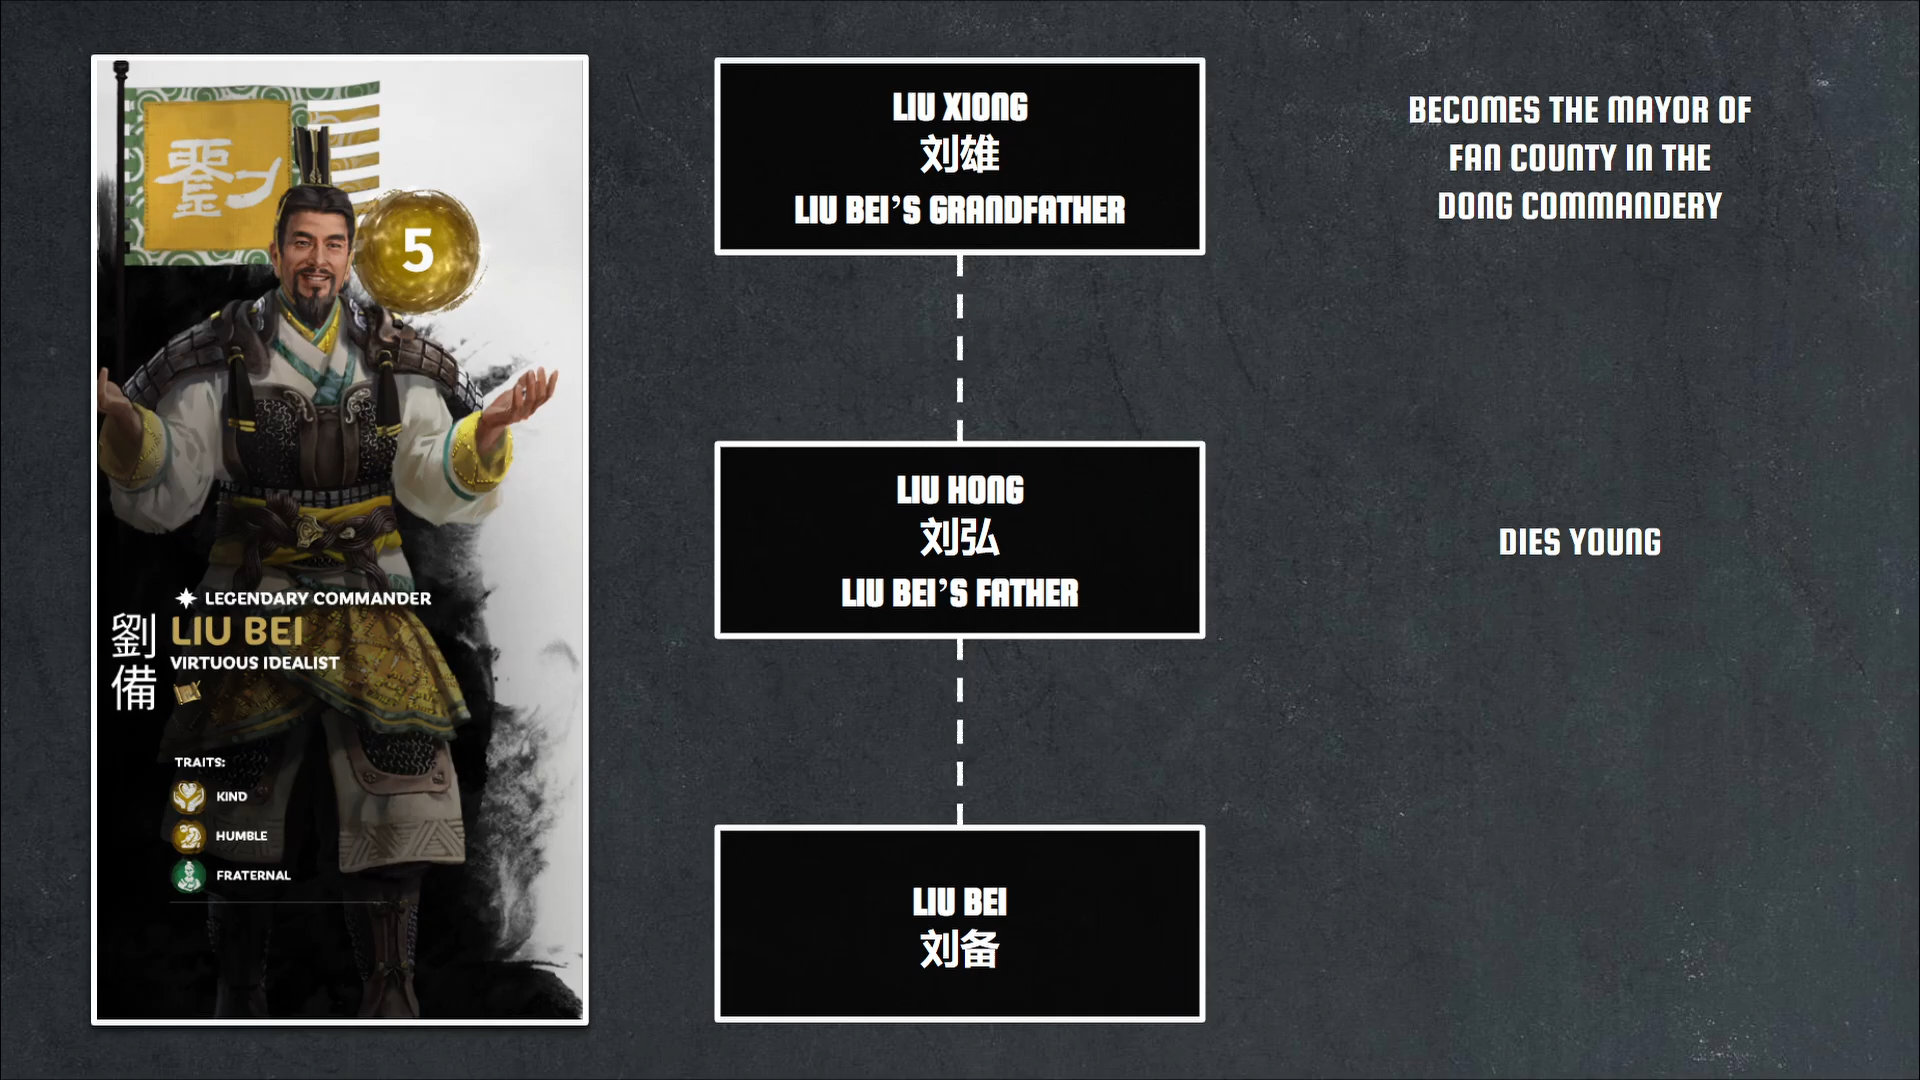 劉
5
LEGENDARY COMMANDER
劉備
LIU BEI
VIRTUOUS IDEALIST
TRAITS:
KIND
HUMBLE
FRATERNAL
LIU XIONG
刘雄
LIU BEI'S GRANDFATHER
BECOMES THE MAYOR OF
FAN COUNTY IN THE
DONG COMMANDERY
LIU HONG
刘弘
LIU BEI'S FATHER
DIES YOUNG
LIU BEI
刘备